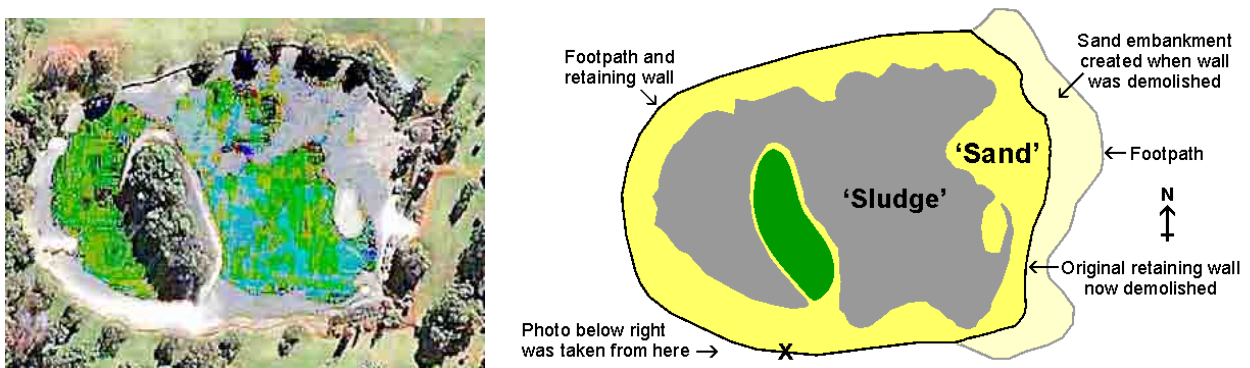 Footpath and
retaining wall
Sand embankment
created when wall
was demolished
'Sand'
Footpath
'Sludge'
N
Original retaining wall
now demolished
Photo below right
was taken from here
X